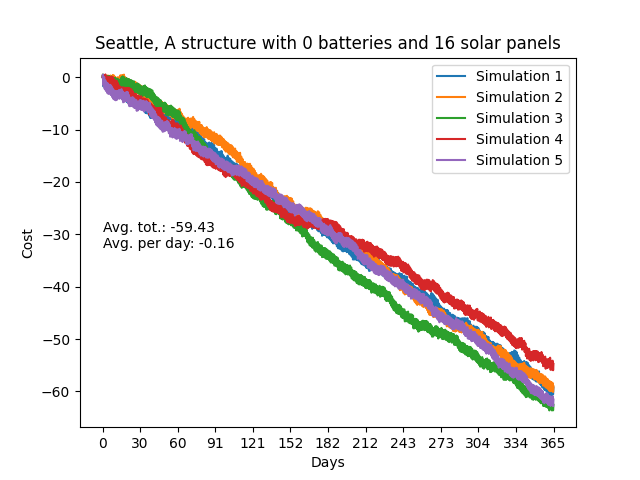 Seattle, A structure with 0 batteries and 16 solar panels
Simulation 1
Simulation 2
Simulation 3
Simulation 4
Simulation 5
Avg. tot.: -59.43
Avg. per day: -0.16
Cost
0
−10
−20
−30
−40
−50
−60
0 30 60 91 121 152 182 212 243 273 304 334 365
Days